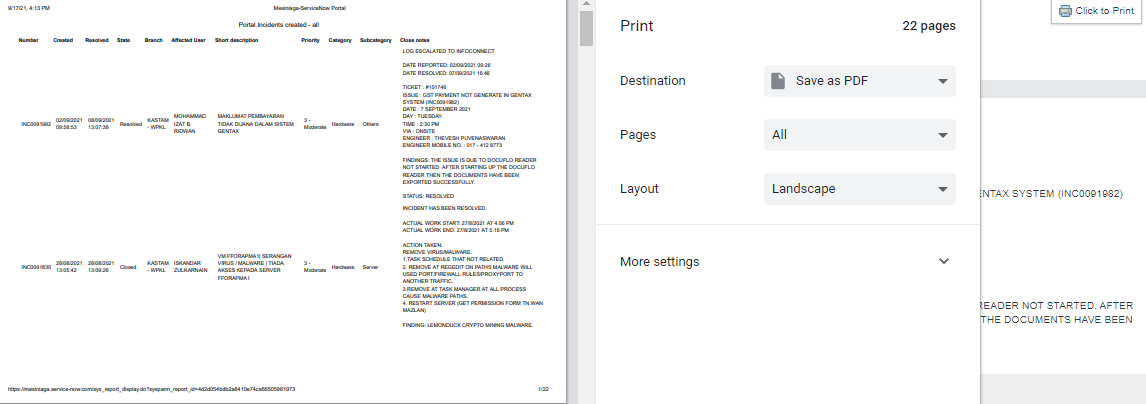 9/17/21, 4:13 PM
Mesiniaga-ServiceNow Portal
Portal.Incidents created - all
Number Created Resolved State Branch Affected User Short description Priority Category Subcategory Close notes
LOG ESCALATED TO INFOCONNECT
DATE REPORTED: 02/09/2021 09:26
DATE RESOLVED: 07/09/2021 16:46
TICKET : #101746
ISSUE : GST PAYMENT NOT GENERATE IN GENTAX
SYSTEM (INC0091982)
DATE : 7 SEPTEMBER 2021
DAY : TUESDAY
TIME : 2:30 PM
VIA : ONSITE
ENGINEER : THEVESH PUVENASWARAN
ENGINEER MOBILE NO. : 017 - 412 8773
FINDINGS: THE ISSUE IS DUE TO DOCUFLO READER
NOT STARTED. AFTER STARTING UP THE DOCUFLO
READER THEN THE DOCUMENTS HAVE BEEN
EXPORTED SUCCESSFULLY.
STATUS: RESOLVED
INC0091982
02/09/2021
09:58:53
08/09/2021
13:07:38
Resolved
KASTAM
- WPKL
MOHAMMAD
IZAT B.
RIDWAN
MAKLUMAT PEMBAYARAN
TIDAK DIJANA DALAM SISTEM
GENTAX
3 -
Moderate
Hardware
Others
INCIDENT HAS BEEN RESOLVED.
ACTUAL WORK START: 27/8/2021 AT 4.06 PM
ACTUAL WORK END: 27/8/2021 AT 5.16 PM
ACTION TAKEN:
REMOVE VIRUS/MALWARE.
1.TASK SCHEDULE THAT NOT RELATED.
2. REMOVE AT REGEDIT ON PATHS MALWARE WILL
USED PORT/FIREWALL RULES/PROXYPORT TO
ANOTHER TRAFFIC.
3.REMOVE AT TASK MANAGER AT ALL PROCESS
CAUSE MALWARE PATHS.
4. RESTART SERVER (GET PERMISSION FORM TN.WAN
MAZLAN)
FINDING: LEMONDUCK CRYPTO MINING MALWARE.
INC0091830
28/08/2021
13:05:42
28/08/2021
13:09:26
Closed
KASTAM
- WPKL
ISKANDAR
ZULKARNAIN
VM FFORAPMA1| SERANGAN
VIRUS / MALWARE | TIADA
AKSES KEPADA SERVER
FFORAPMA1
3 -
Moderate
Hardware
Server
1/22
Print
22 pages
Destination
Save as PDF
Pages
All
Layout
Landscape
More settings
Click to Print
ENTAX SYSTEM (INC0091982)
READER NOT STARTED. AFTER
THE DOCUMENTS HAVE BEEN